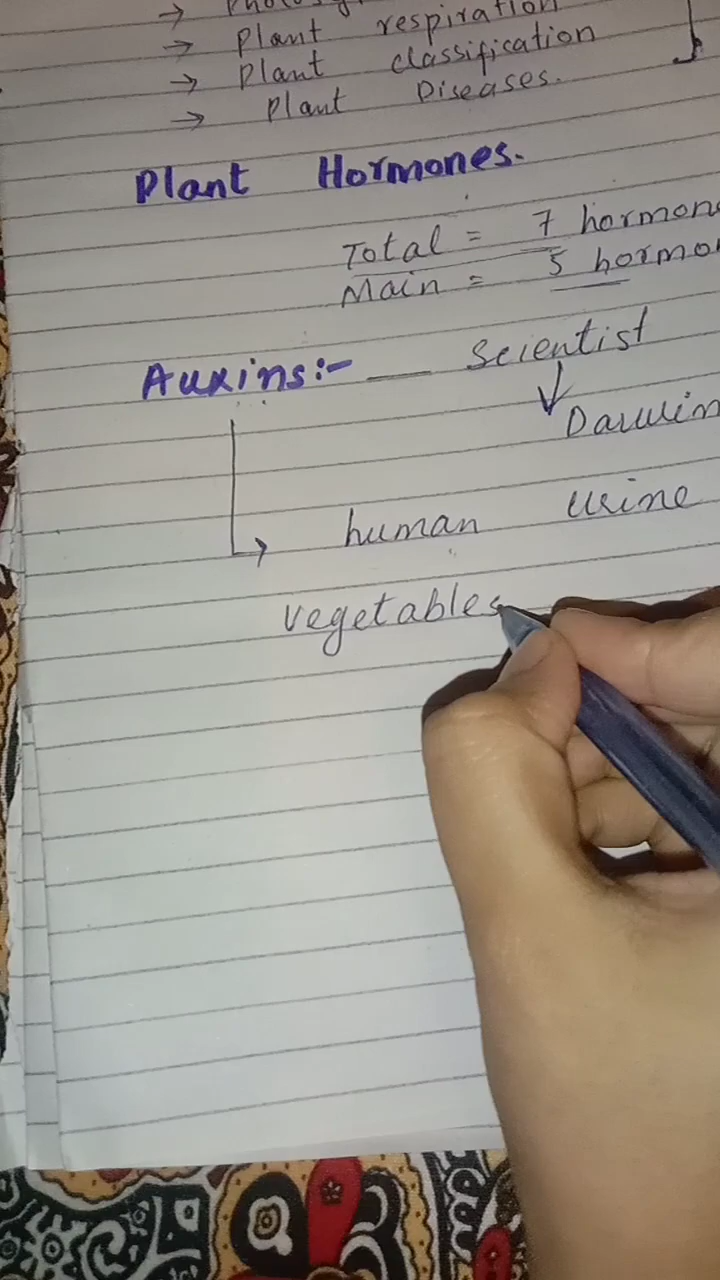 → Plant respiration
→ Plant classification
→ Plant Diseases.
Plant Hormones.
Total = 7 hormon
Main = 5 hormo
Auxins:- — Scientist
↓
Darwin
→ human urine
vegetables